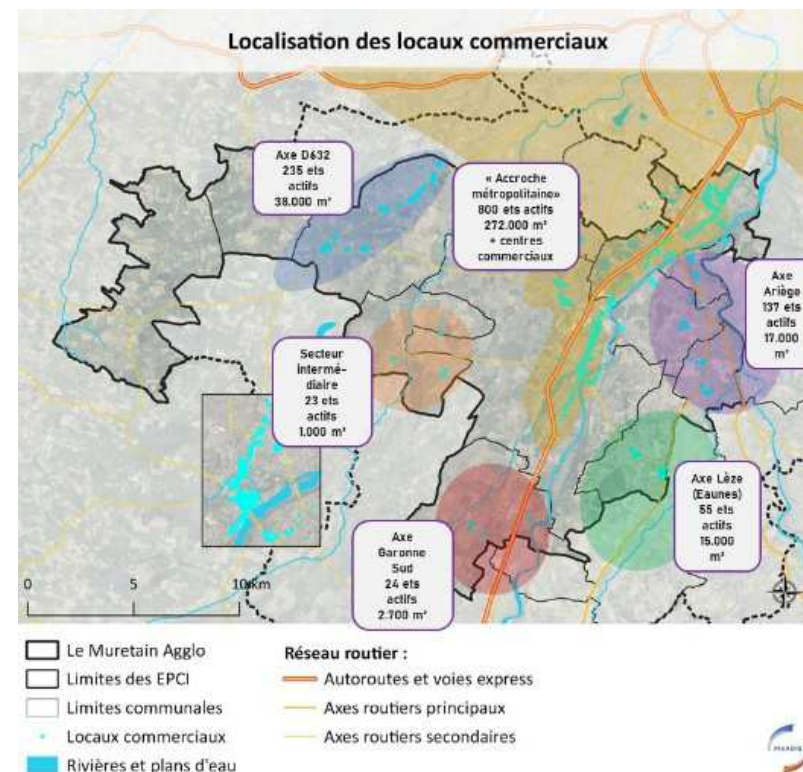 Localisation des locaux commerciaux
Axe D632
235 ets
actifs
38.000 m²
« Accroche
métropolitaine»
800 ets actifs
272.000 m²
+ centres
commerciaux
Axe
Ariège
137 ets
actifs
17.000
m²
Secteur
intermé-
diaire
23 ets
actifs
1.000 m²
Axe Lèze
(Eaunes)
55 ets
actifs
15.000
m²
Axe
Garonne
Sud
24 ets
actifs
2.700 m²
0 5 10 km
Le Muretain Agglo
Limites des EPCI
Limites communales
Locaux commerciaux
Rivières et plans d'eau
Réseau routier :
Autoroutes et voies express
Axes routiers principaux
Axes routiers secondaires